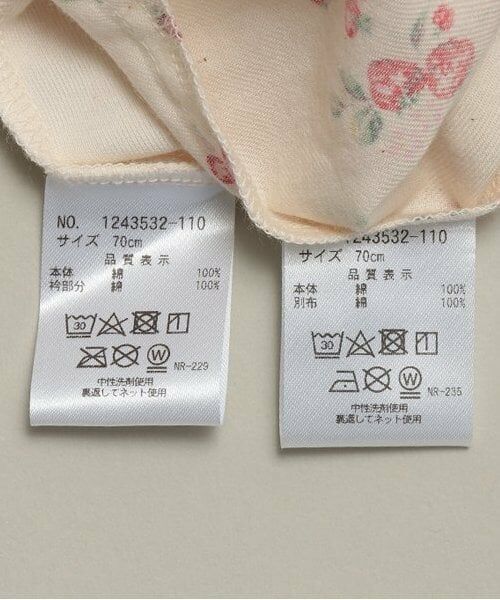 NO. 1243532-110
サイズ 70cm
品質表示
本体 綿 100%
衿部分 綿 100%
30
W
NR-229
中性洗剤使用
裏返してネット使用
1243532-110
サイズ 70cm
品質表示
本体 綿 100%
別布 綿 100%
30
W
NR-235
中性洗剤使用
裏返してネット使用